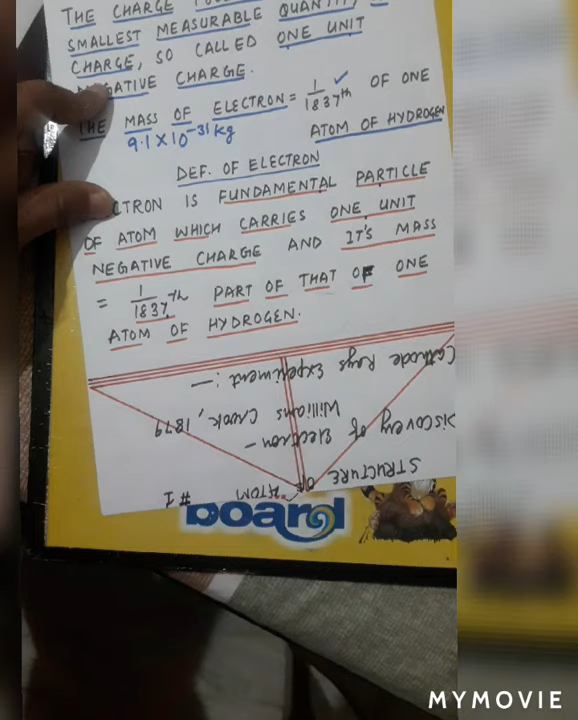 THE CHARGE
SMALLEST MEASURABLE QUANTITY
CHARGE, SO CALLED ONE UNIT
NEGATIVE CHARGE.
THE MASS OF ELECTRON = 1/1837th ✓ OF ONE
9.1 X 10^-31 kg ATOM OF HYDROGEN
DEF. OF ELECTRON
CTRON IS FUNDAMENTAL PARTICLE
OF ATOM WHICH CARRIES ONE UNIT
NEGATIVE CHARGE AND IT'S MASS
= 1/1837th PART OF THAT OF ONE
ATOM OF HYDROGEN.
STRUCTURE OF ATOM #1
Discovery of electron - Williams Crook, 1879
Cathode Rays Experiment :-
board
MYMOVIE